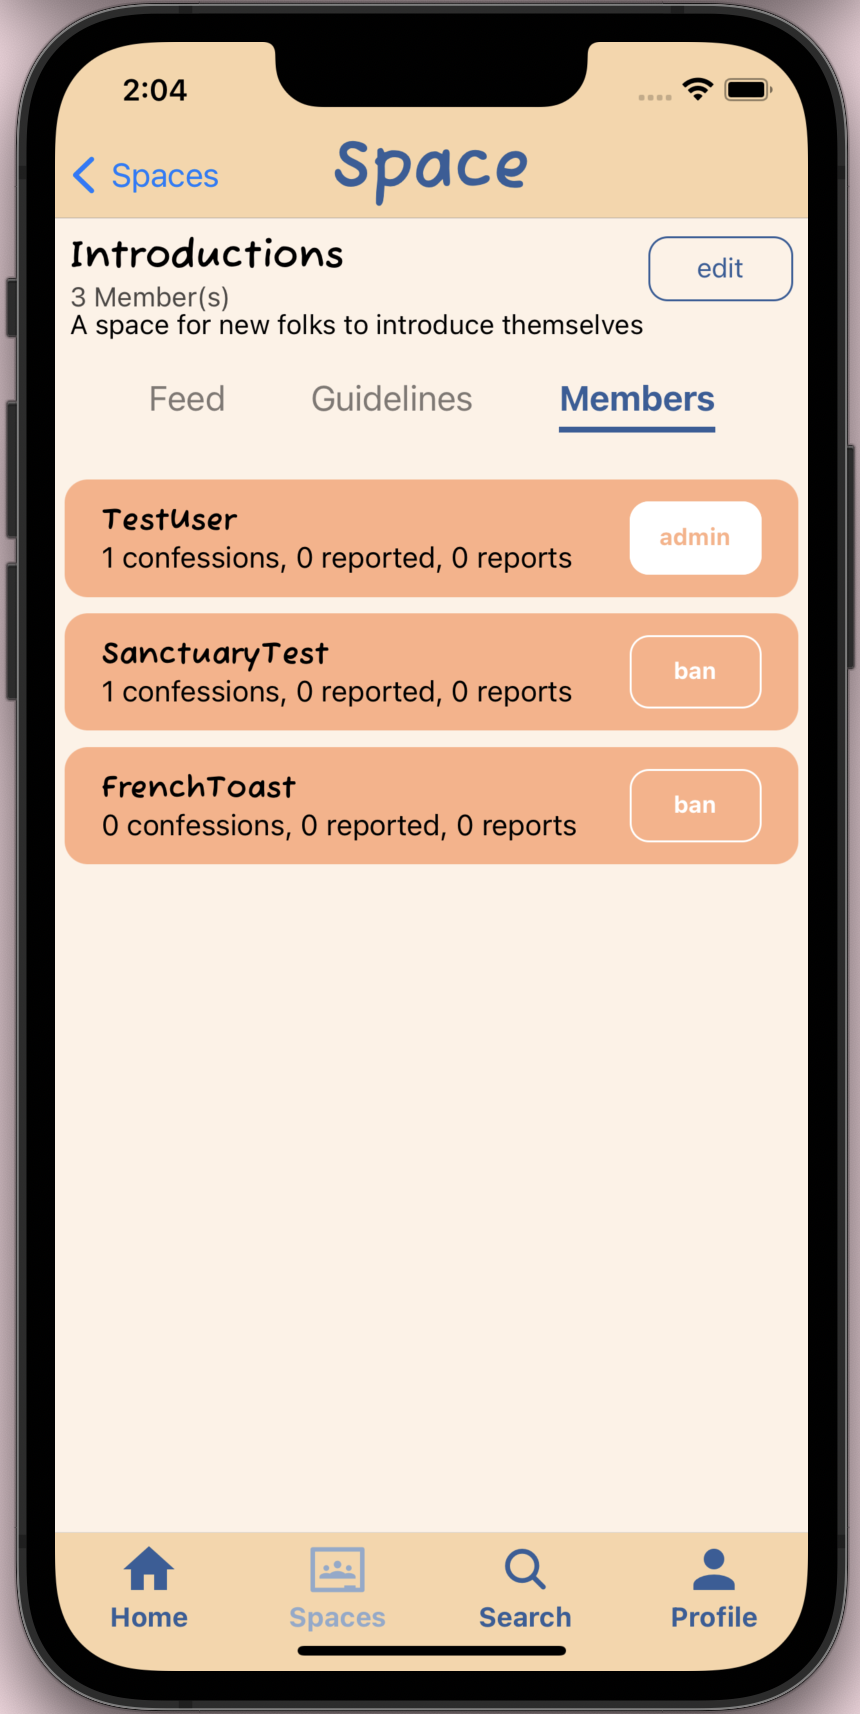 2:04
Spaces
Space
Introductions
edit
3 Member(s)
A space for new folks to introduce themselves
Feed Guidelines Members
TestUser
1 confessions, 0 reported, 0 reports
admin
SanctuaryTest
1 confessions, 0 reported, 0 reports
ban
FrenchToast
0 confessions, 0 reported, 0 reports
ban
Home Spaces Search Profile